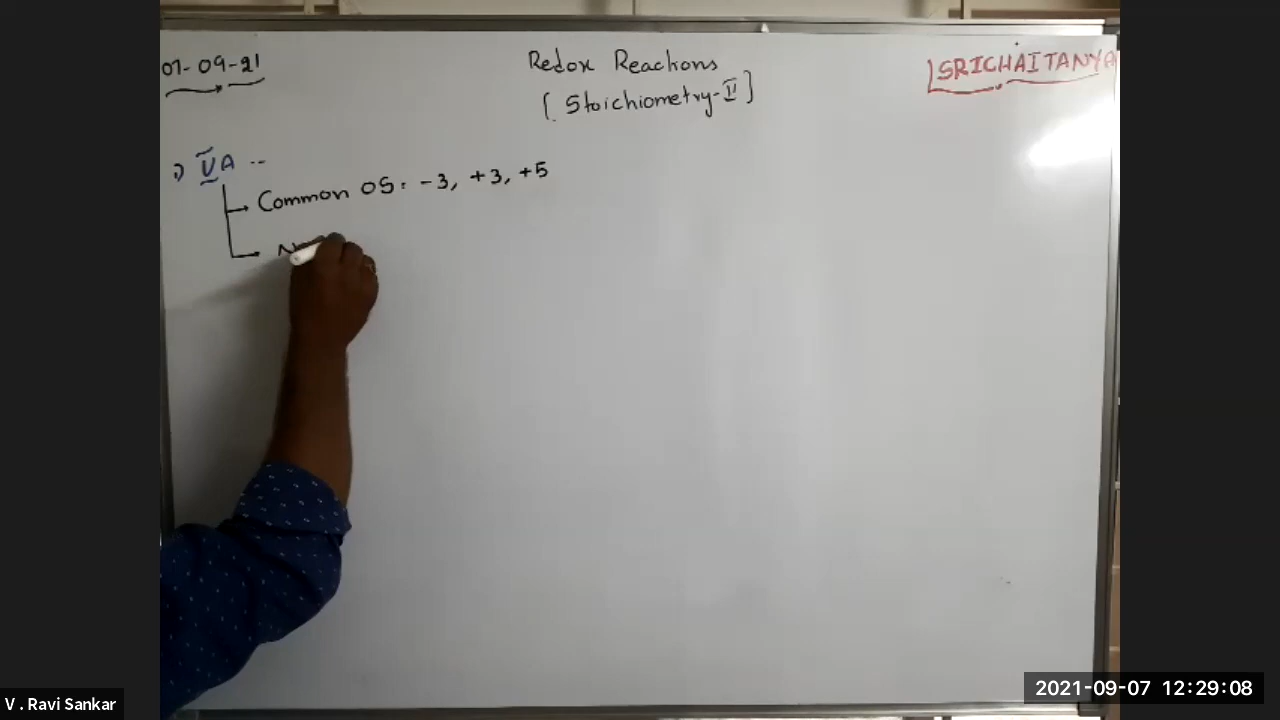 07-09-21
Redox Reactions
[Stoichiometry-II]
SRICHAITANYA
1) VA --
Common OS: -3, +3, +5
N
V . Ravi Sankar
2021-09-07 12:29:08